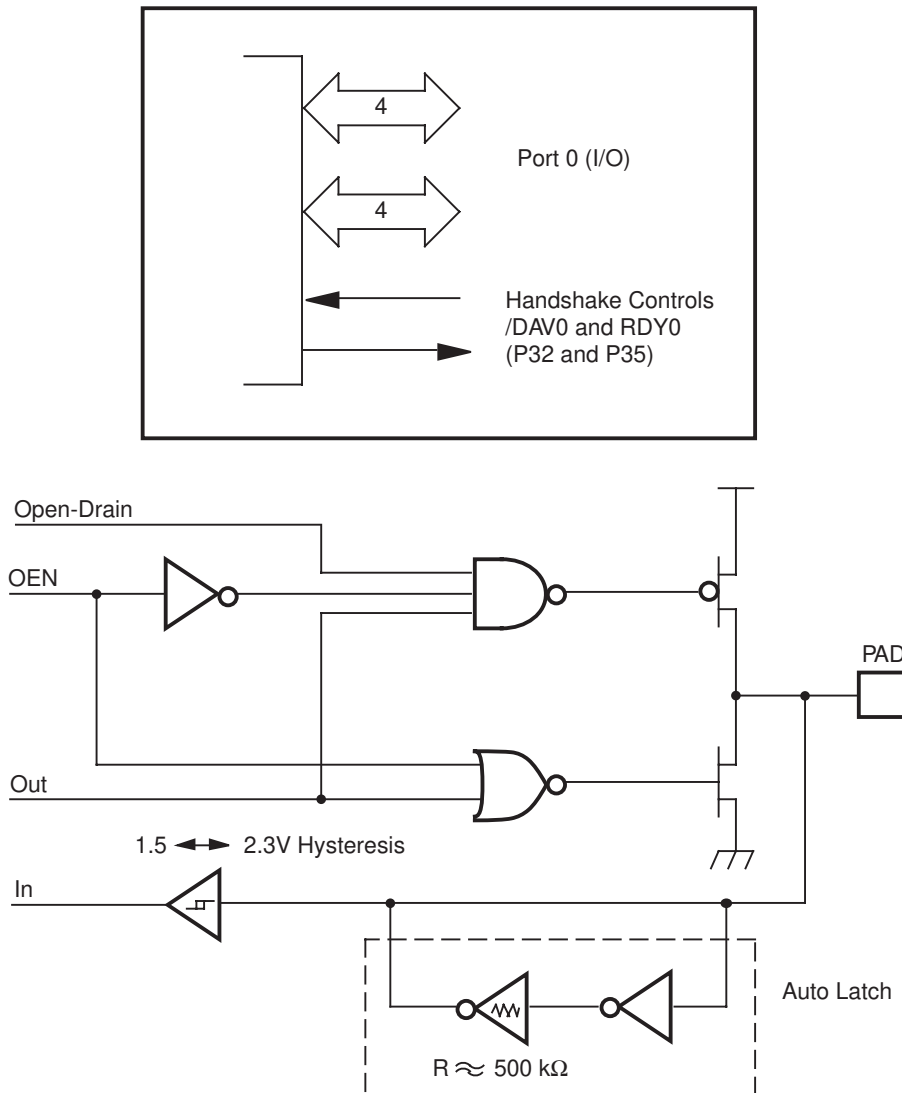 4
Port 0 (I/O)
4
Handshake Controls
/DAV0 and RDY0
(P32 and P35)
Open-Drain
OEN
PAD
Out
1.5 2.3V Hysteresis
In
Auto Latch
R ≈ 500 kΩ